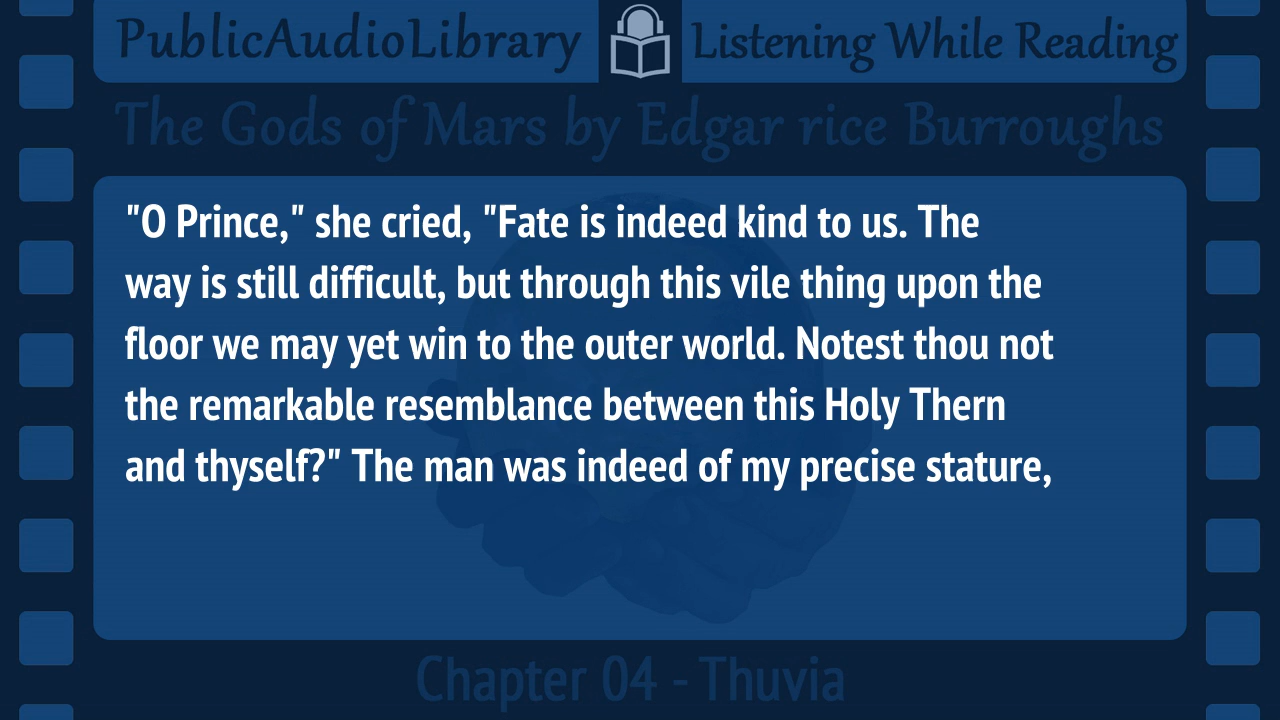 PublicAudioLibrary Listening While Reading
The Gods of Mars by Edgar rice Burroughs
"O Prince," she cried, "Fate is indeed kind to us. The
way is still difficult, but through this vile thing upon the
floor we may yet win to the outer world. Notest thou not
the remarkable resemblance between this Holy Thern
and thyself?" The man was indeed of my precise stature,
Chapter 04 - Thuvia